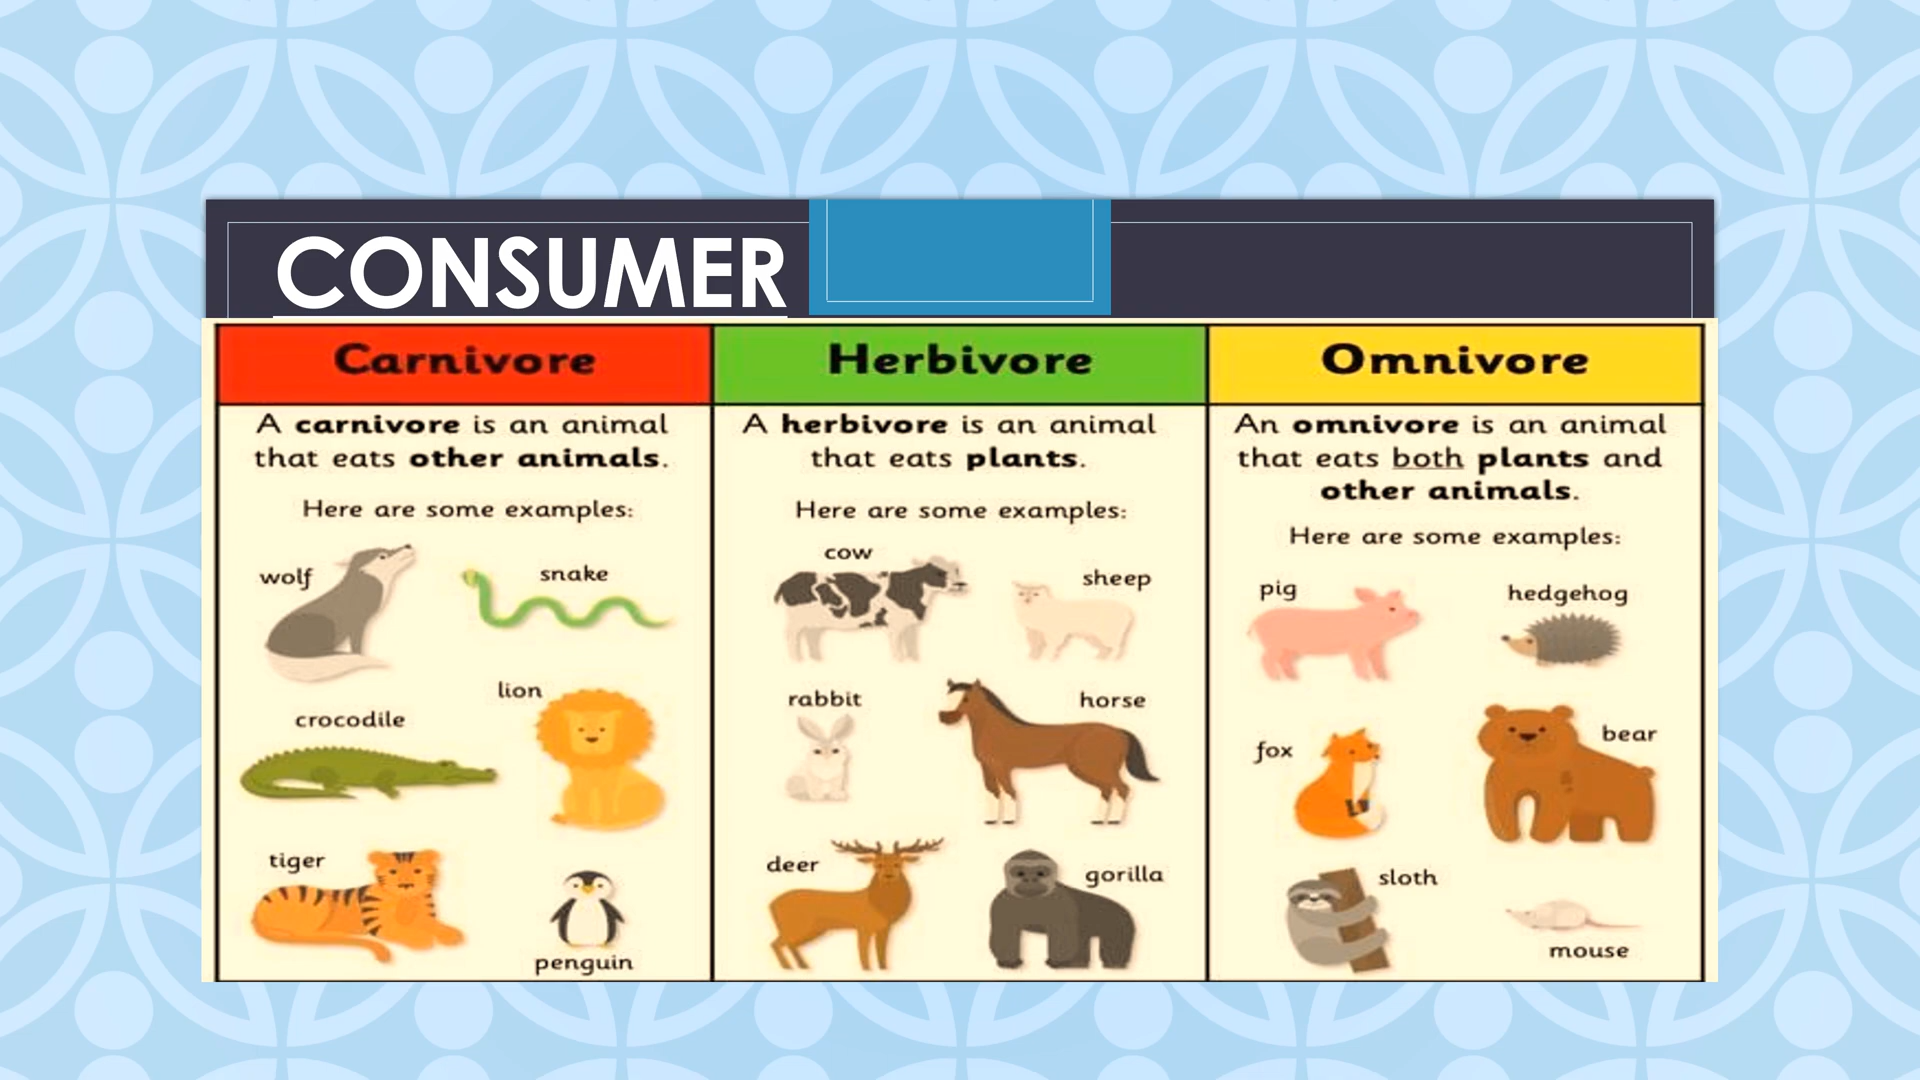 CONSUMER
Carnivore
A carnivore is an animal
that eats other animals.
Here are some examples:
wolf
snake
lion
crocodile
tiger
penguin
Herbivore
A herbivore is an animal
that eats plants.
Here are some examples:
cow
sheep
rabbit
horse
deer
gorilla
Omnivore
An omnivore is an animal
that eats both plants and
other animals.
Here are some examples:
pig
hedgehog
fox
bear
sloth
mouse